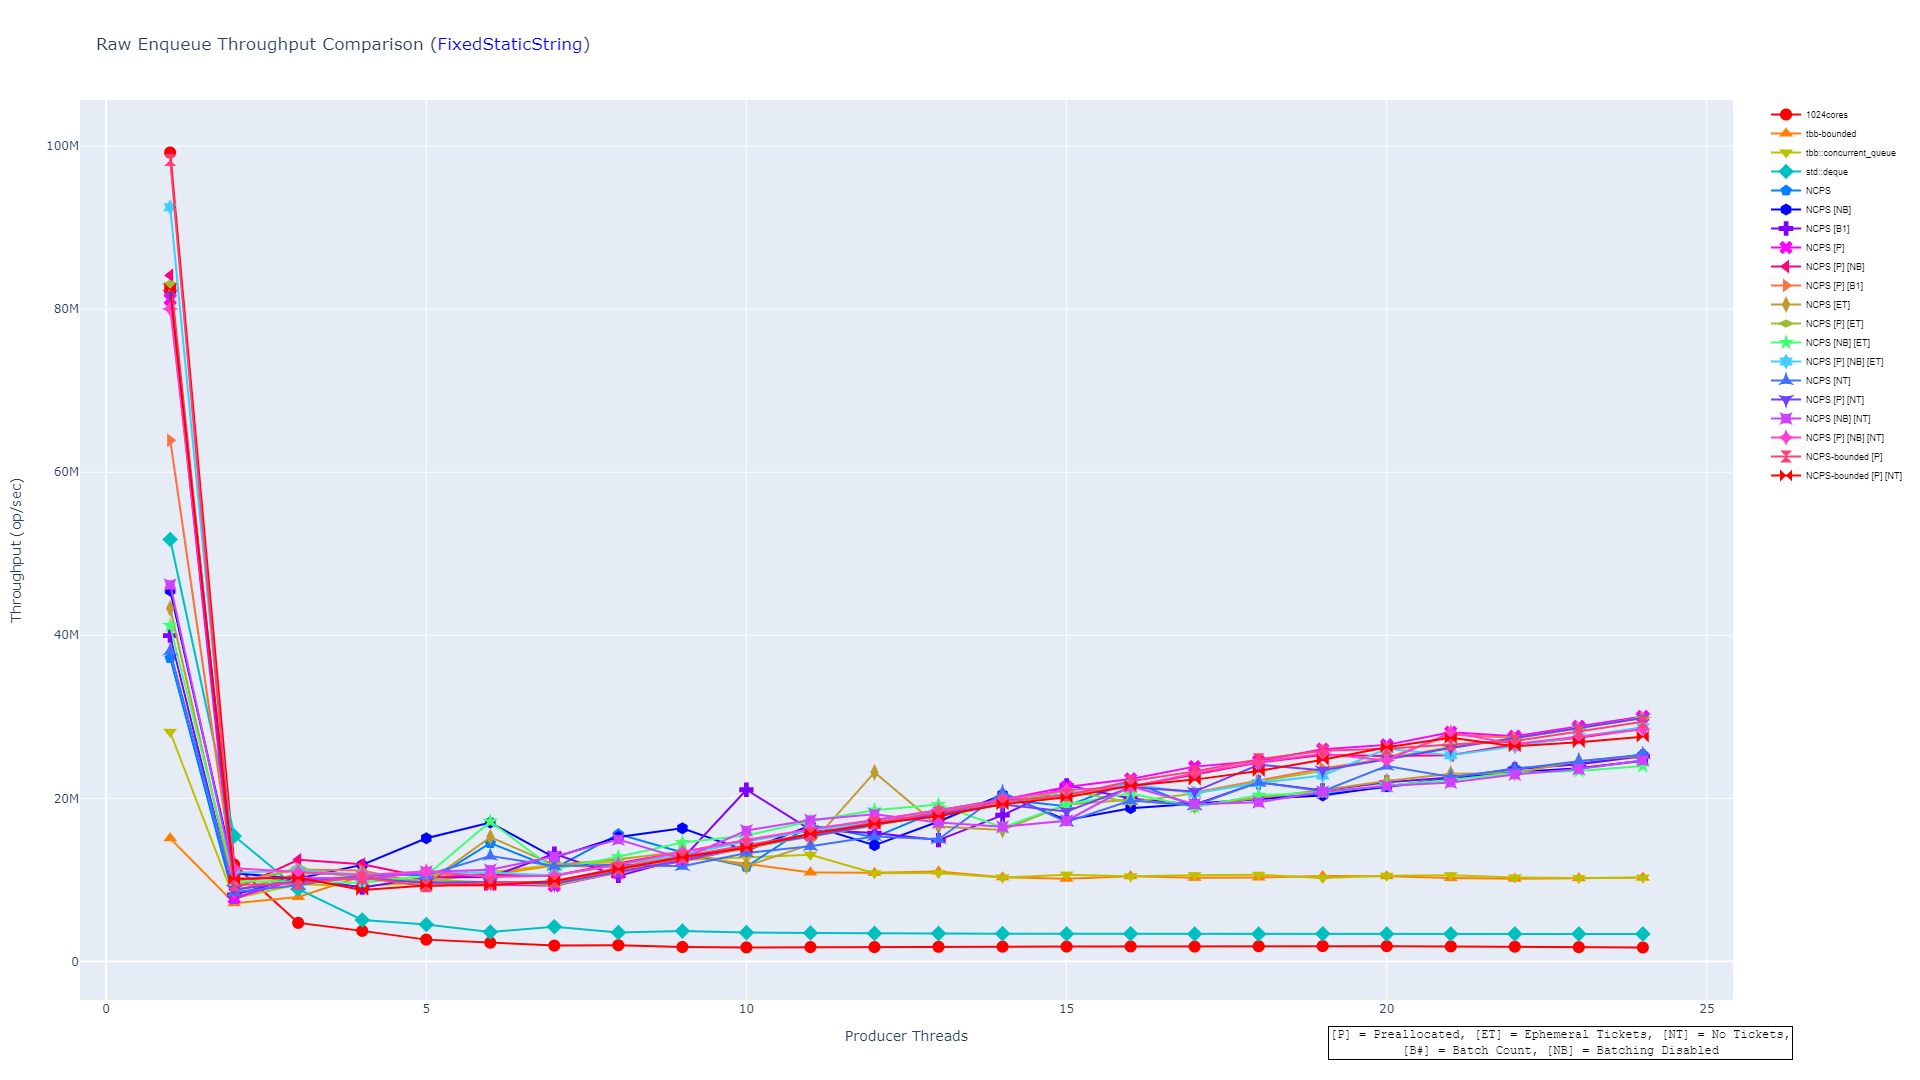 Raw Enqueue Throughput Comparison (FixedStaticString)
100M
80M
60M
40M
20M
0
Throughput (op/sec)
0
5
10
15
20
25
Producer Threads
1024cores
tbb-bounded
tbb::concurrent_queue
std::deque
NCPS
NCPS [NB]
NCPS [B1]
NCPS [P]
NCPS [P] [NB]
NCPS [P] [B1]
NCPS [ET]
NCPS [P] [ET]
NCPS [NB] [ET]
NCPS [P] [NB] [ET]
NCPS [NT]
NCPS [P] [NT]
NCPS [NB] [NT]
NCPS [P] [NB] [NT]
NCPS-bounded [P]
NCPS-bounded [P] [NT]
[P] = Preallocated, [ET] = Ephemeral Tickets, [NT] = No Tickets,
[B#] = Batch Count, [NB] = Batching Disabled